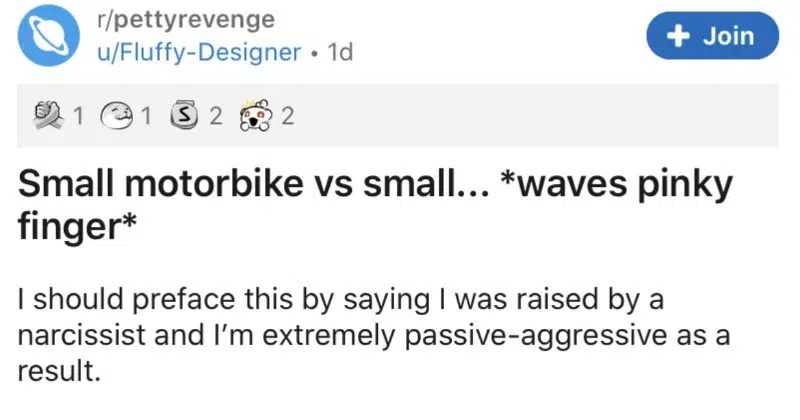 r/pettyrevenge
u/Fluffy-Designer • 1d
+ Join
1 1 S 2 2
Small motorbike vs small... *waves pinky
finger*
I should preface this by saying I was raised by a
narcissist and I’m extremely passive-aggressive as a
result.